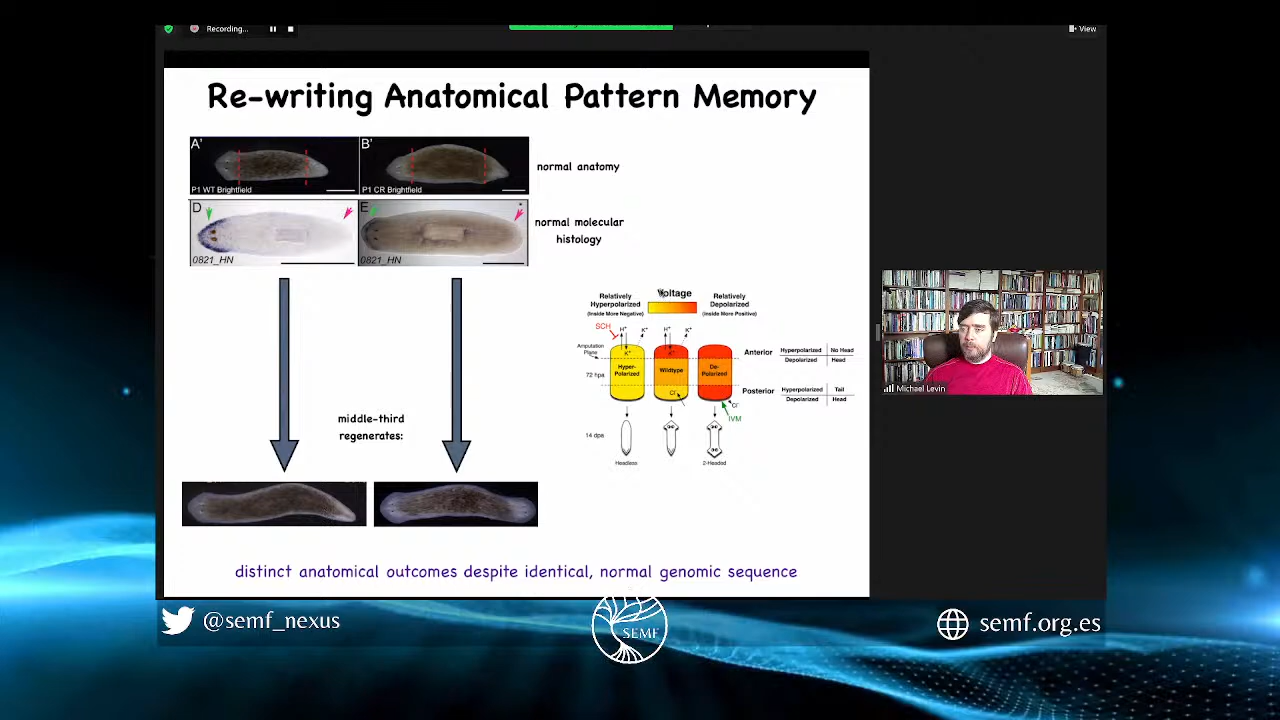 Recording...
View
Re-writing Anatomical Pattern Memory
A'
B'
P1 WT Brightfield
P1 CR Brightfield
normal anatomy
D
E
*
0821_HN
0821_HN
normal molecular
histology
Voltage
Relatively
Hyperpolarized
(Inside More Negative)
Relatively
Depolarized
(Inside More Positive)
SCH
H+
K+
H+
K+
Amputation
Plane
K+
K+
Hyper-
Polarized
Wildtype
De-
Polarized
72 hpa
Cl-
Cl-
IVM
Anterior
Hyperpolarized No Head
Depolarized Head
Posterior
Hyperpolarized Tail
Depolarized Head
14 dpa
Headless
2-Headed
middle-third
regenerates:
distinct anatomical outcomes despite identical, normal genomic sequence
Michael Levin
@semf_nexus
SEMF
semf.org.es